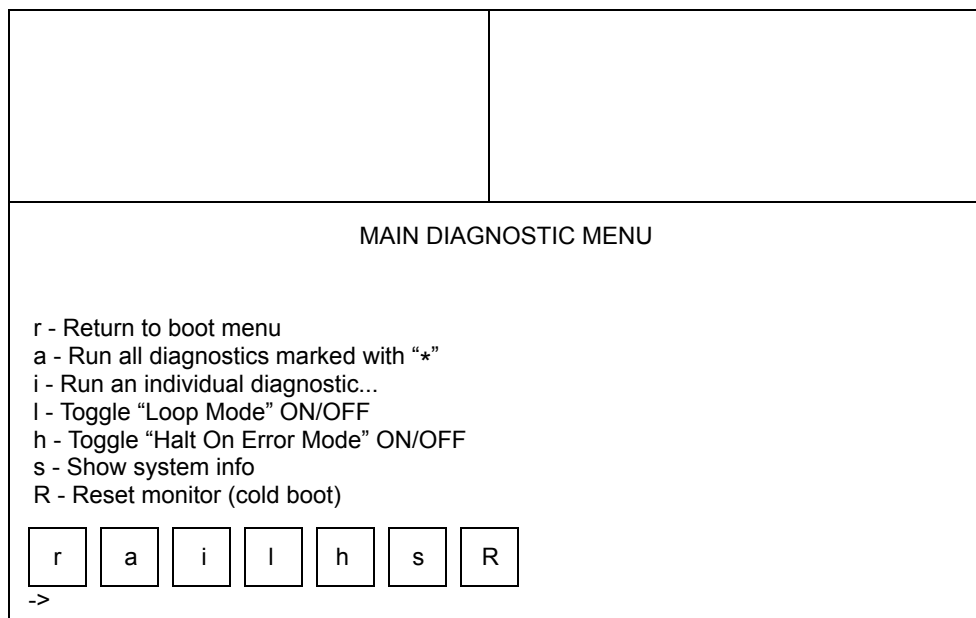 MAIN DIAGNOSTIC MENU
r - Return to boot menu
a - Run all diagnostics marked with “*”
i - Run an individual diagnostic...
l - Toggle “Loop Mode” ON/OFF
h - Toggle “Halt On Error Mode” ON/OFF
s - Show system info
R - Reset monitor (cold boot)
r a i l h s R
->